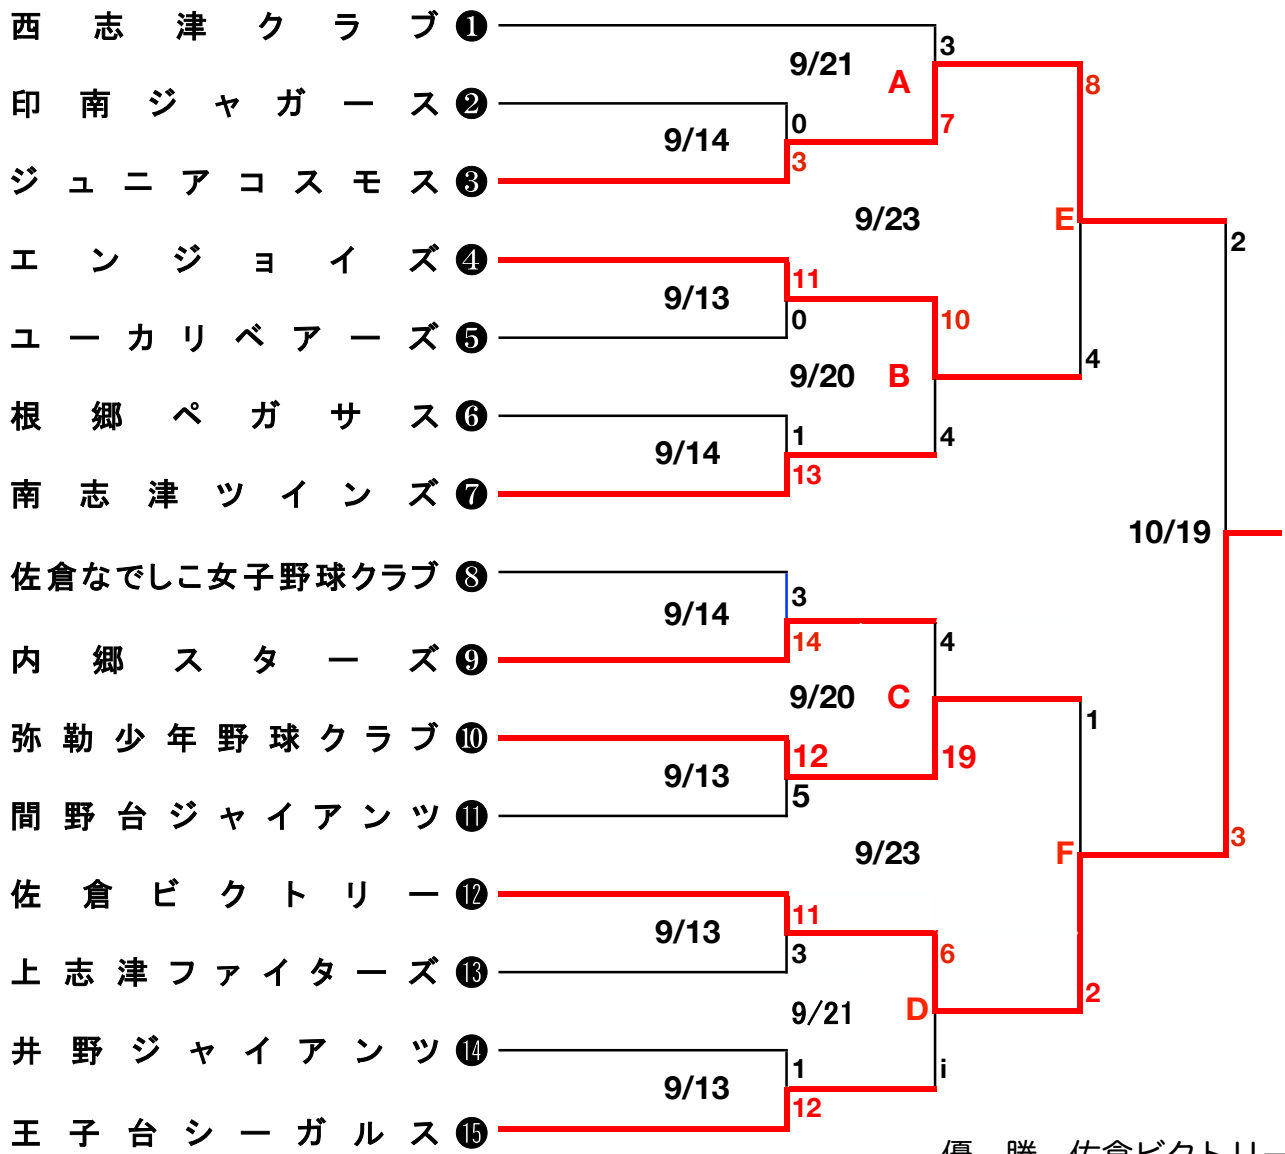 西志津クラブ ❶
3
9/21 A
8
印南ジャガース ❷
0
7
9/14
3
ジュニアコスモス ❸
9/23 E
2
エンジョイズ ❹
11
9/13
10
0
ユーカリベアーズ ❺
4
9/20 B
根郷ペガサス ❻
1
4
9/14
13
南志津ツインズ ❼
10/19
佐倉なでしこ女子野球クラブ ❽
3
9/14
14
4
内郷スターズ ❾
9/20 C
1
弥勒少年野球クラブ ❿
12
19
9/13
5
間野台ジャイアンツ ⓫
3
9/23 F
佐倉ビクトリー ⓬
11
9/13
3
6
上志津ファイターズ ⓭
2
9/21 D
井野ジャイアンツ ⓮
1
i
9/13
12
王子台シーガルス ⓯
優 勝 佐倉ビクトリー